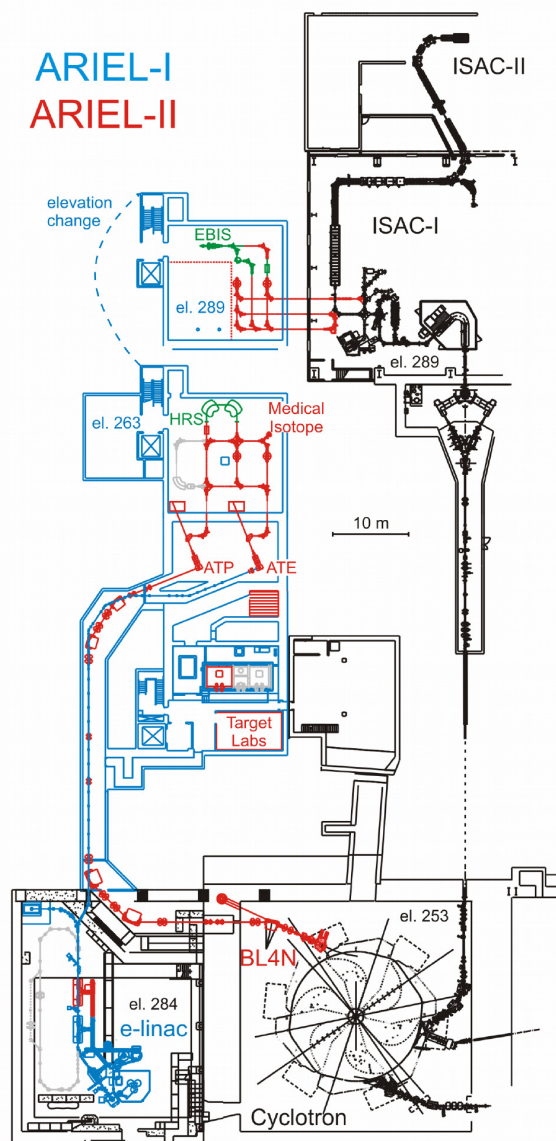 ARIEL-I
ARIEL-II
ISAC-II
elevation
change
ISAC-I
EBIS
el. 289
el. 289
el. 263
HRS
Medical
Isotope
10 m
ATP
ATE
Target
Labs
el. 253
BL4N
el. 284
e-linac
Cyclotron